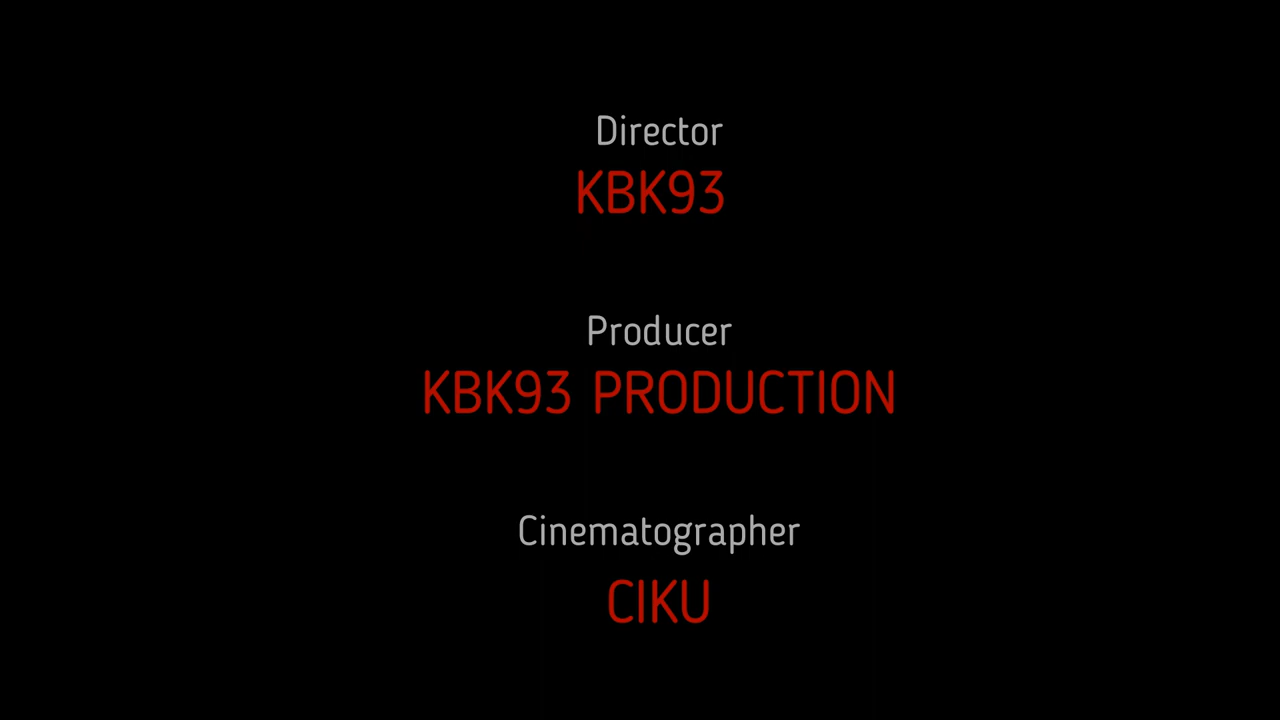 Director
KBK93
Producer
KBK93 PRODUCTION
Cinematographer
CIKU